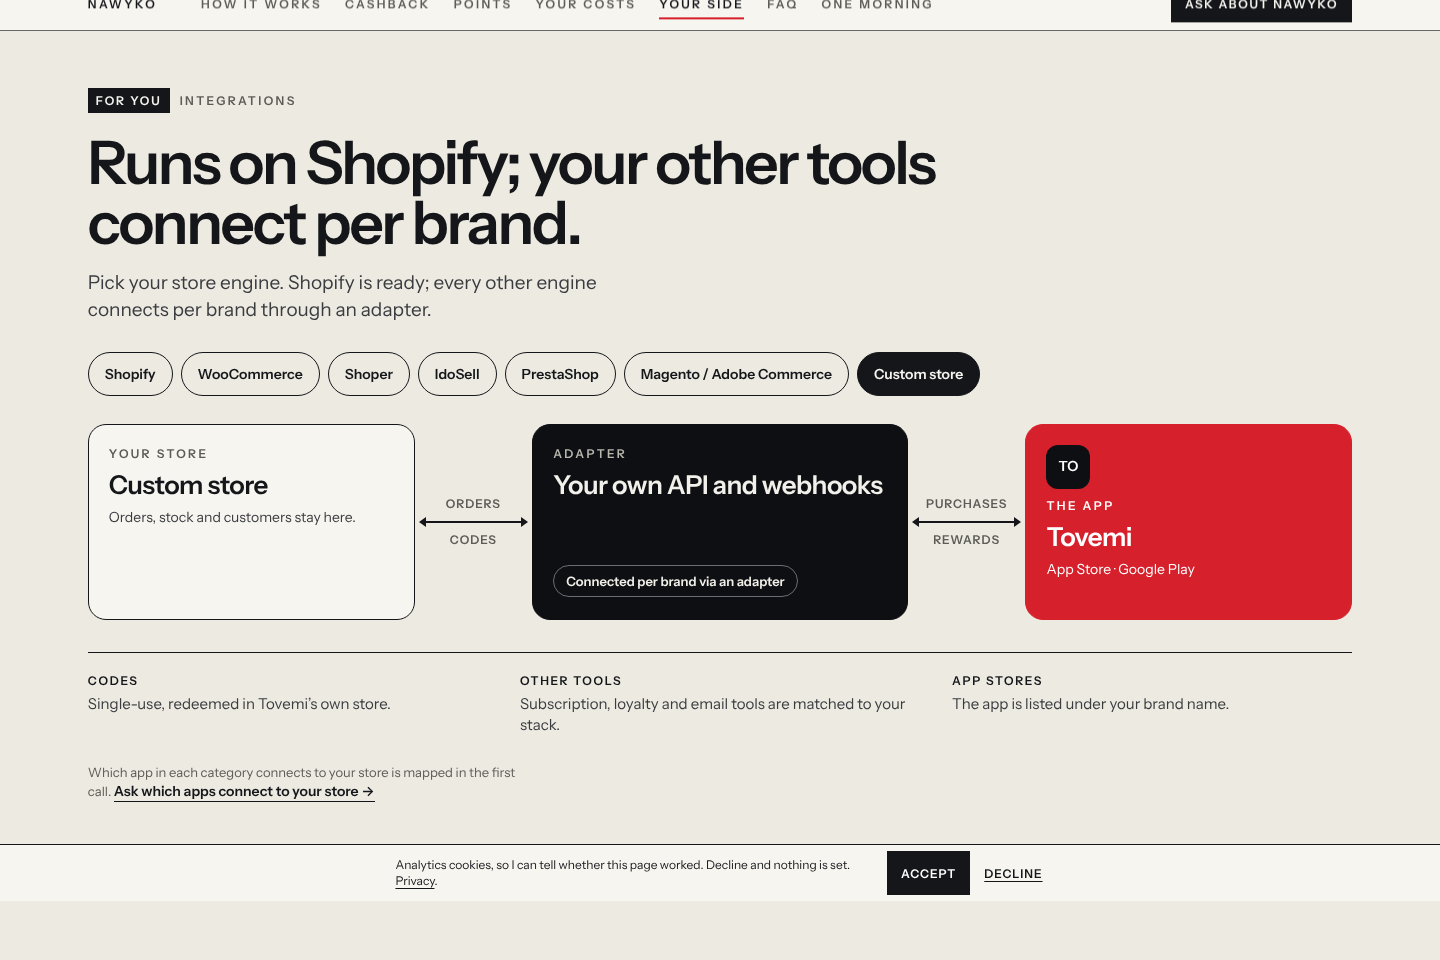 NAWYKO HOW IT WORKS CASHBACK POINTS YOUR COSTS YOUR SIDE FAQ ONE MORNING ASK ABOUT NAWYKO
FOR YOU INTEGRATIONS
Runs on Shopify; your other tools
connect per brand.
Pick your store engine. Shopify is ready; every other engine
connects per brand through an adapter.
Shopify WooCommerce Shoper IdoSell PrestaShop Magento / Adobe Commerce Custom store
YOUR STORE
Custom store
Orders, stock and customers stay here.
ORDERS
CODES
ADAPTER
Your own API and webhooks
Connected per brand via an adapter
PURCHASES
REWARDS
TO
THE APP
Tovemi
App Store · Google Play
CODES
Single-use, redeemed in Tovemi’s own store.
OTHER TOOLS
Subscription, loyalty and email tools are matched to your
stack.
APP STORES
The app is listed under your brand name.
Which app in each category connects to your store is mapped in the first
call. Ask which apps connect to your store →
Analytics cookies, so I can tell whether this page worked. Decline and nothing is set.
Privacy.
ACCEPT DECLINE